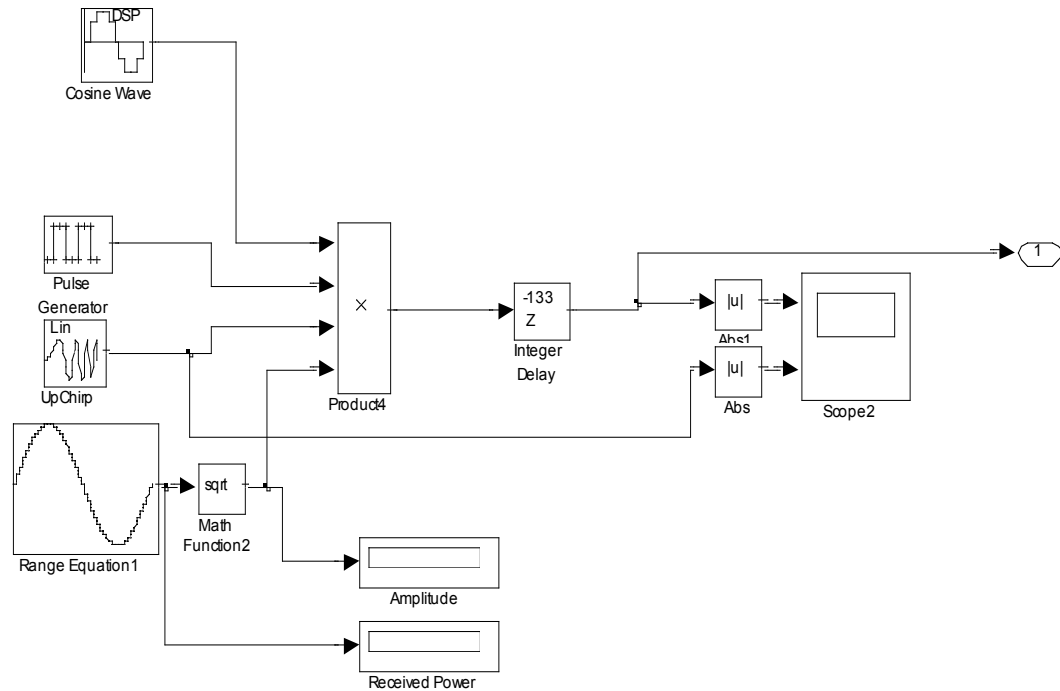 DSP
Cosine Wave
Pulse
Generator
Lin
UpChirp
×
Product4
-133
Z
Integer
Delay
1
|u|
Abs1
|u|
Abs
Scope2
sqrt
Math
Function2
Range Equation1
Amplitude
Received Power